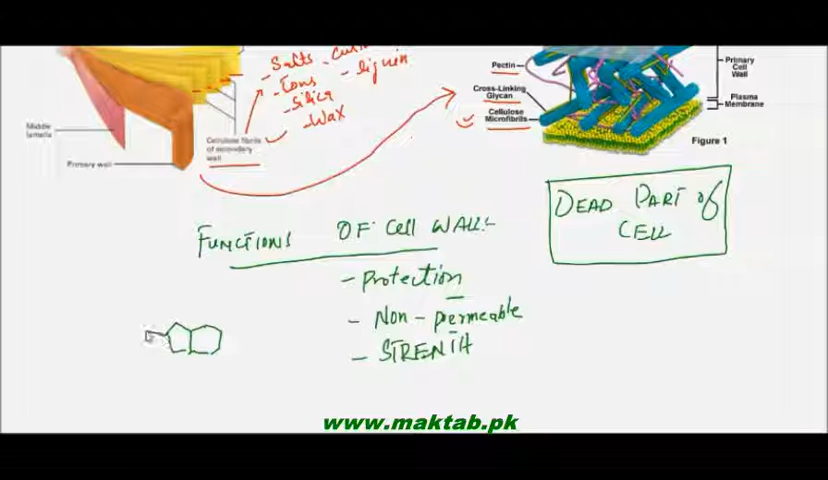 - Salts
- Ions
- Silica
- Wax
- lignin
Middle
lamella
Primary wall
Cellulose fibrils
of secondary
wall
Pectin
Cross-Linking
Glycan
Cellulose
Microfibrils
Primary
Cell
Wall
Plasma
Membrane
Figure 1
DEAD PART of
CELL
FUNCTIONS OF Cell WALL:-
- Protection
- Non - permeable
- STRENTH
www.maktab.pk